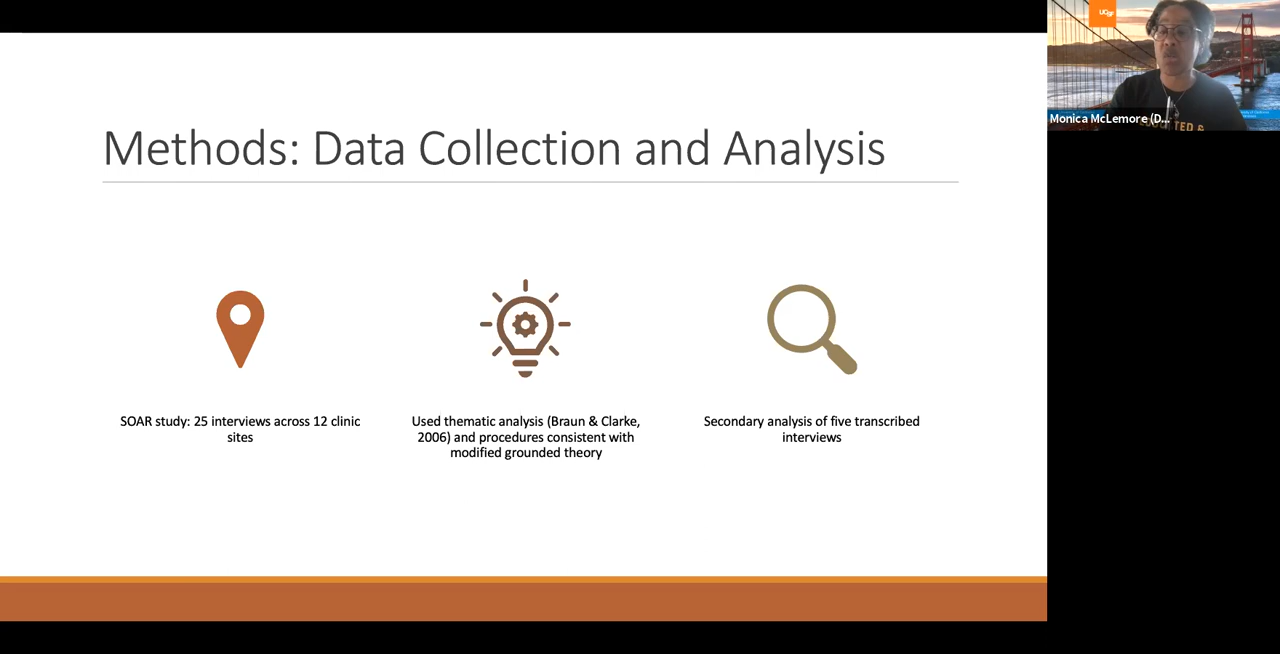 Methods: Data Collection and Analysis
SOAR study: 25 interviews across 12 clinic
sites
Used thematic analysis (Braun & Clarke,
2006) and procedures consistent with
modified grounded theory
Secondary analysis of five transcribed
interviews
Monica McLemore (D...